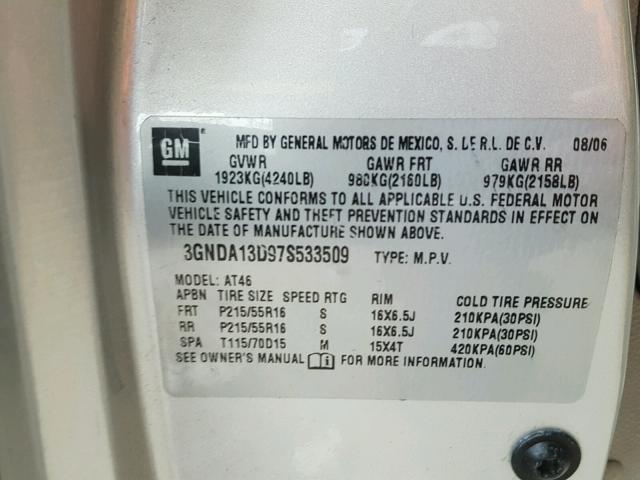 GM ® MFD BY GENERAL MOTORS DE MEXICO, S. DE R.L. DE C.V. 08/06
GVWR GAWR FRT GAWR RR
1923KG(4240LB) 980KG(2160LB) 979KG(2158LB)
THIS VEHICLE CONFORMS TO ALL APPLICABLE U.S. FEDERAL MOTOR
VEHICLE SAFETY AND THEFT PREVENTION STANDARDS IN EFFECT ON
THE DATE OF MANUFACTURE SHOWN ABOVE.
3GNDA13D97S533509 TYPE: M.P.V.
MODEL: AT46
APBN TIRE SIZE SPEED RTG RIM COLD TIRE PRESSURE
FRT P215/55R16 S 16X6.5J 210KPA(30PSI)
RR P215/55R16 S 16X6.5J 210KPA(30PSI)
SPA T115/70D15 M 15X4T 420KPA(60PSI)
SEE OWNER'S MANUAL i FOR MORE INFORMATION.